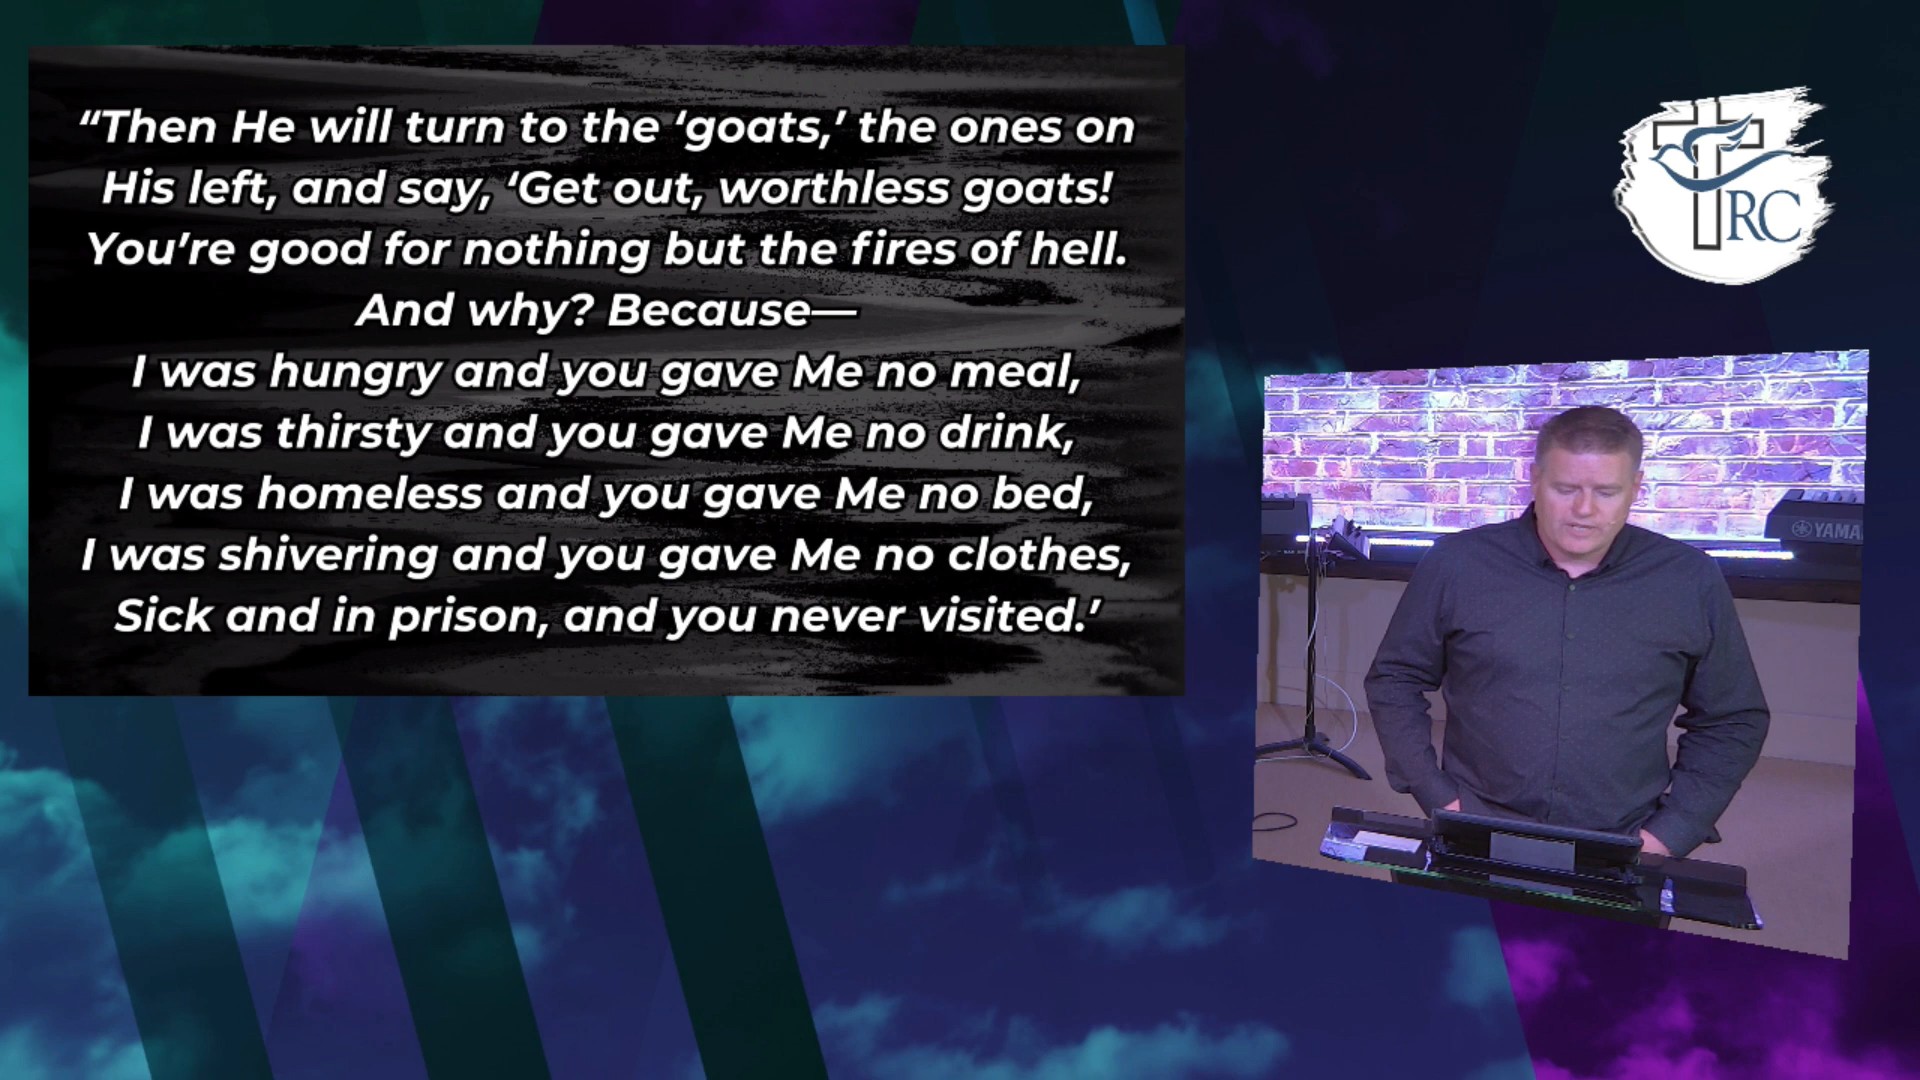 “Then He will turn to the ‘goats,’ the ones on
His left, and say, ‘Get out, worthless goats!
You’re good for nothing but the fires of hell.
And why? Because—
I was hungry and you gave Me no meal,
I was thirsty and you gave Me no drink,
I was homeless and you gave Me no bed,
I was shivering and you gave Me no clothes,
Sick and in prison, and you never visited.’
RC
YAMA